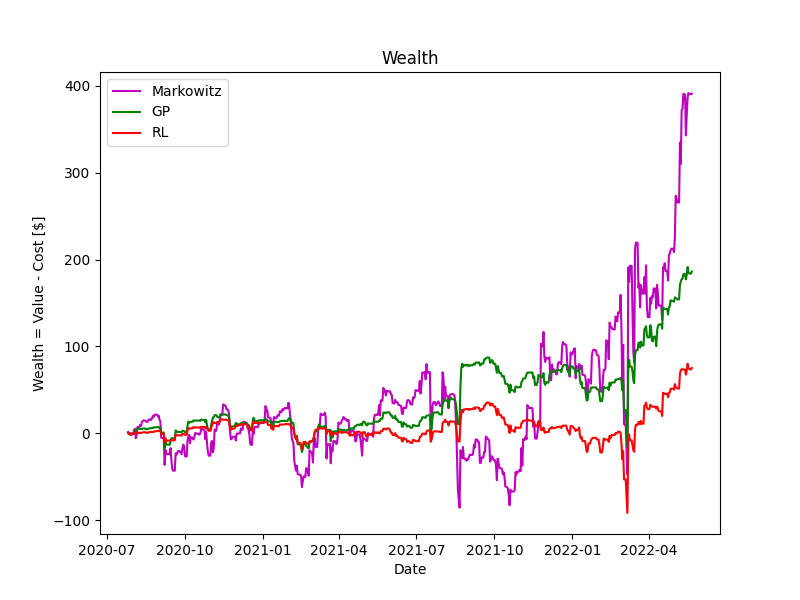 Wealth
Markowitz
GP
RL
400
300
200
100
0
−100
Wealth = Value - Cost [$]
2020-07 2020-10 2021-01 2021-04 2021-07 2021-10 2022-01 2022-04
Date